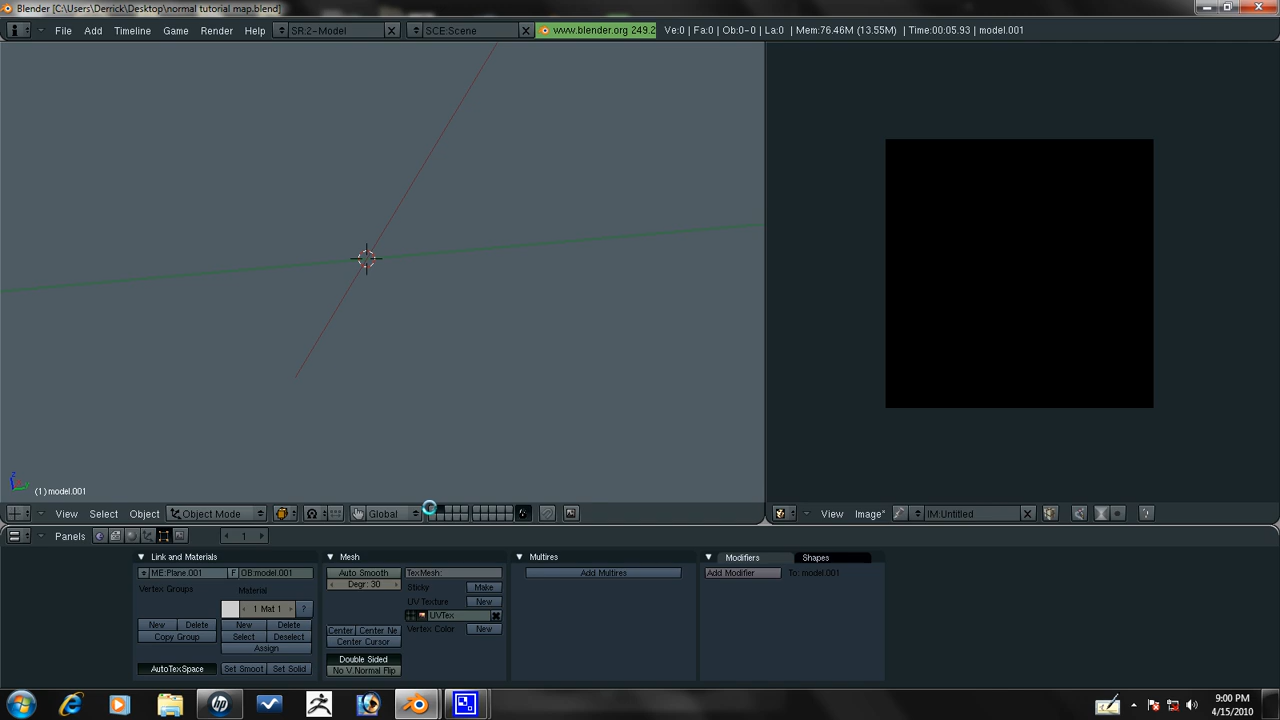 Blender [C:\Users\Derrick\Desktop\normal tutorial map.blend]
File Add Timeline Game Render Help SR:2-Model SCE:Scene www.blender.org 249.2 Ve:0 | Fa:0 | Ob:0-0 | La:0 | Mem:76.46M (13.55M) | Time:00:05.93 | model.001
z
(1) model.001
View Select Object Object Mode Global View Image* IM:Untitled
Panels 1
Link and Materials Mesh Multires Modifiers Shapes
ME:Plane.001 F OB:model.001 Auto Smooth TexMesh: Add Multires Add Modifier To: model.001
Vertex Groups Material Degr: 30 Sticky Make
UV Texture New
1 Mat 1 ? UVTex
New Delete New Delete Center Center Ne Vertex Color New
Copy Group Select Deselect Center Cursor
Assign
Double Sided
AutoTexSpace Set Smoot Set Solid No V.Normal Flip
hp
9:00 PM
4/15/2010